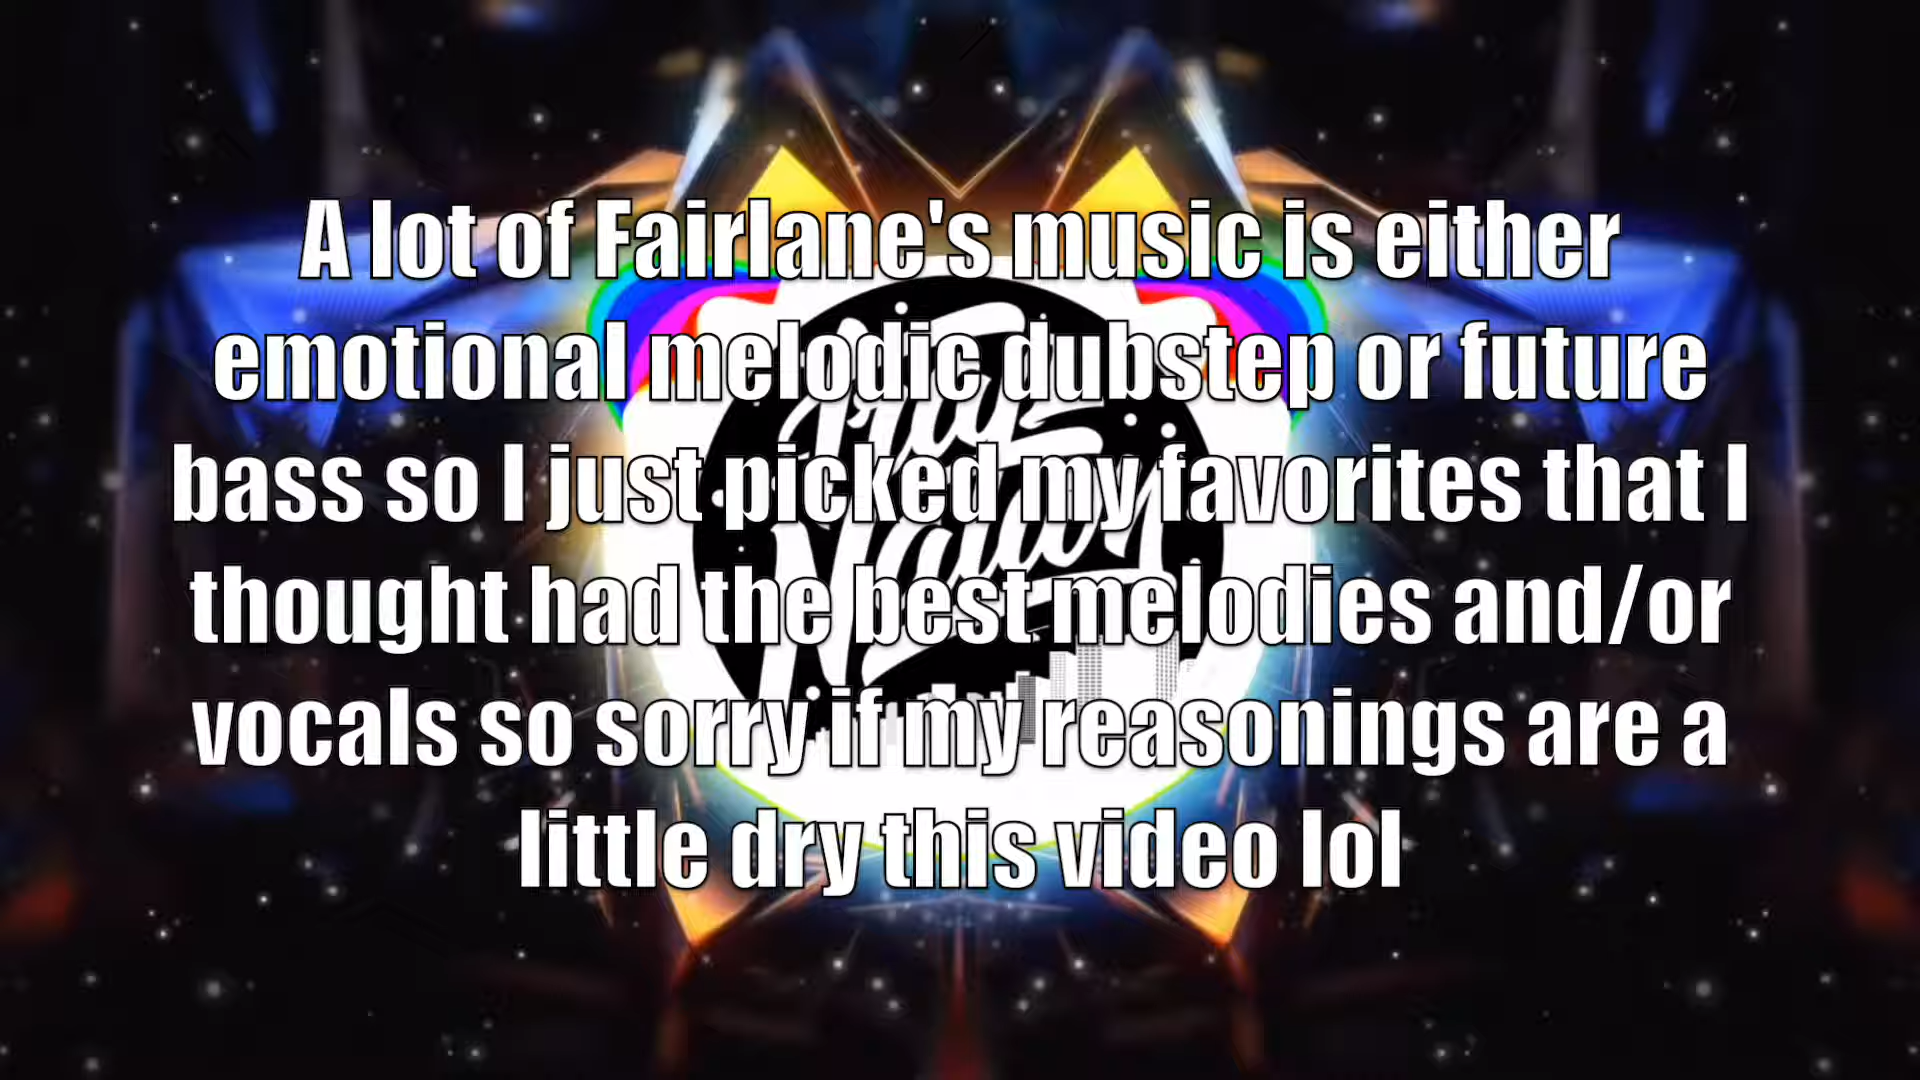 A lot of Fairlane's music is either
emotional melodic dubstep or future
bass so I just picked my favorites that I
thought had the best melodies and/or
vocals so sorry if my reasonings are a
little dry this video lol
Nation